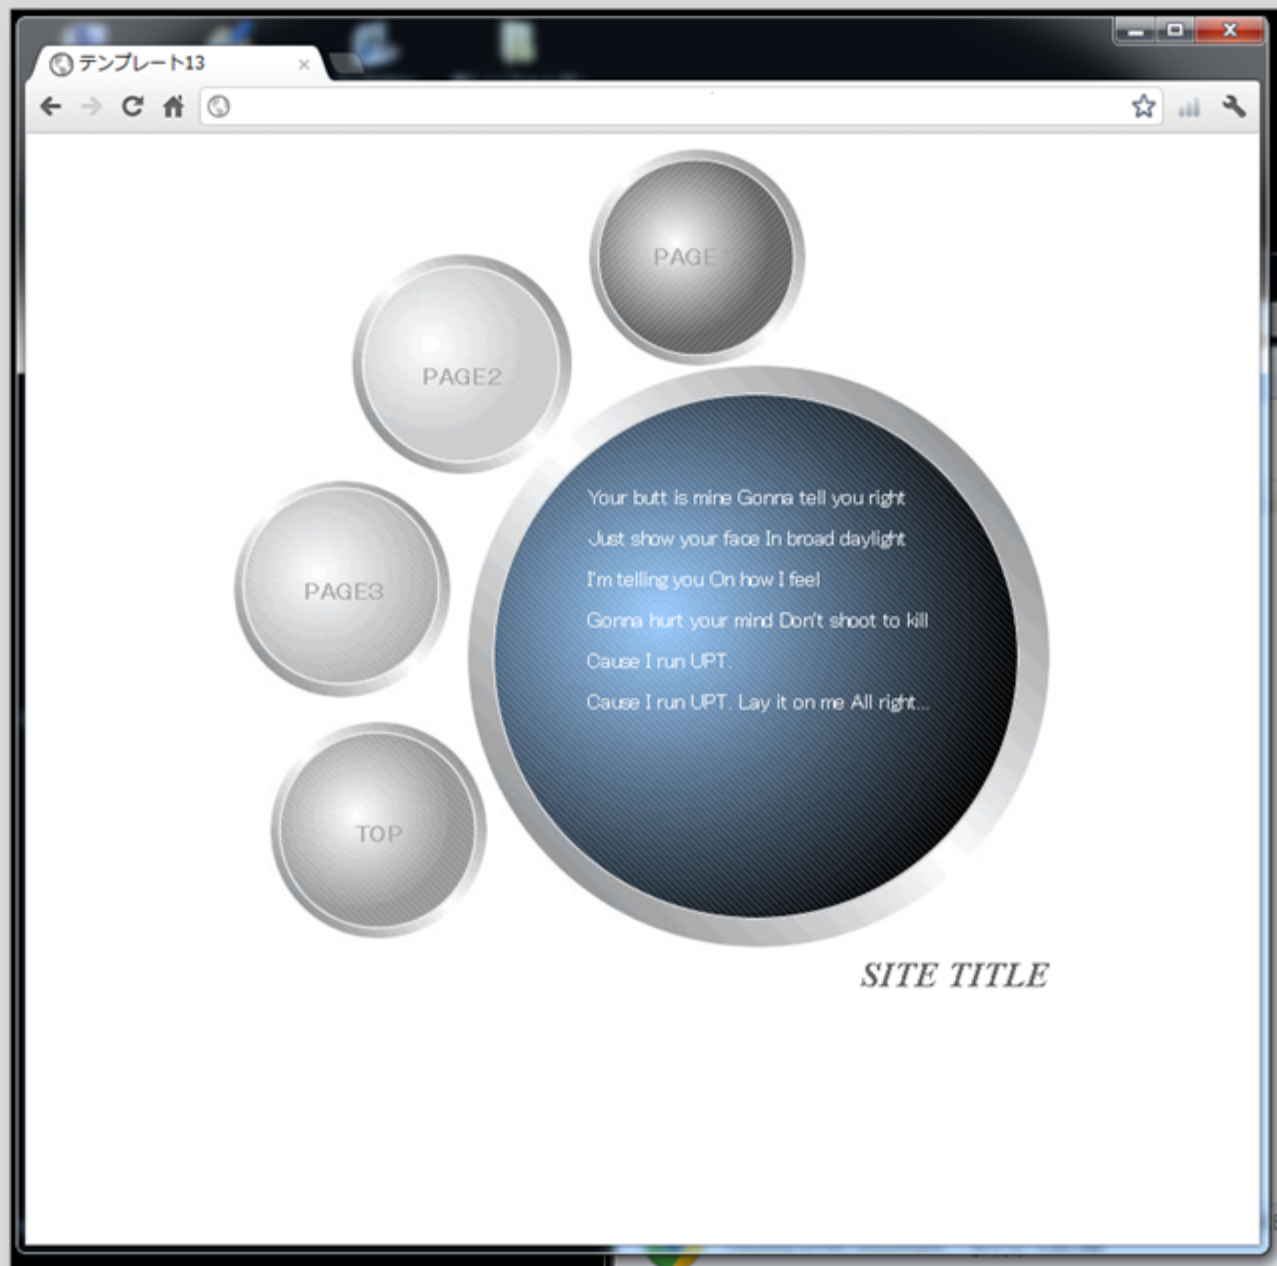 テンプレート13
PAGE
PAGE2
PAGE3
TOP
Your butt is mine Gonna tell you right
Just show your face In broad daylight
I'm telling you On how I feel
Gonna hurt your mind Don't shoot to kill
Cause I run UPT.
Cause I run UPT. Lay it on me All right...
SITE TITLE